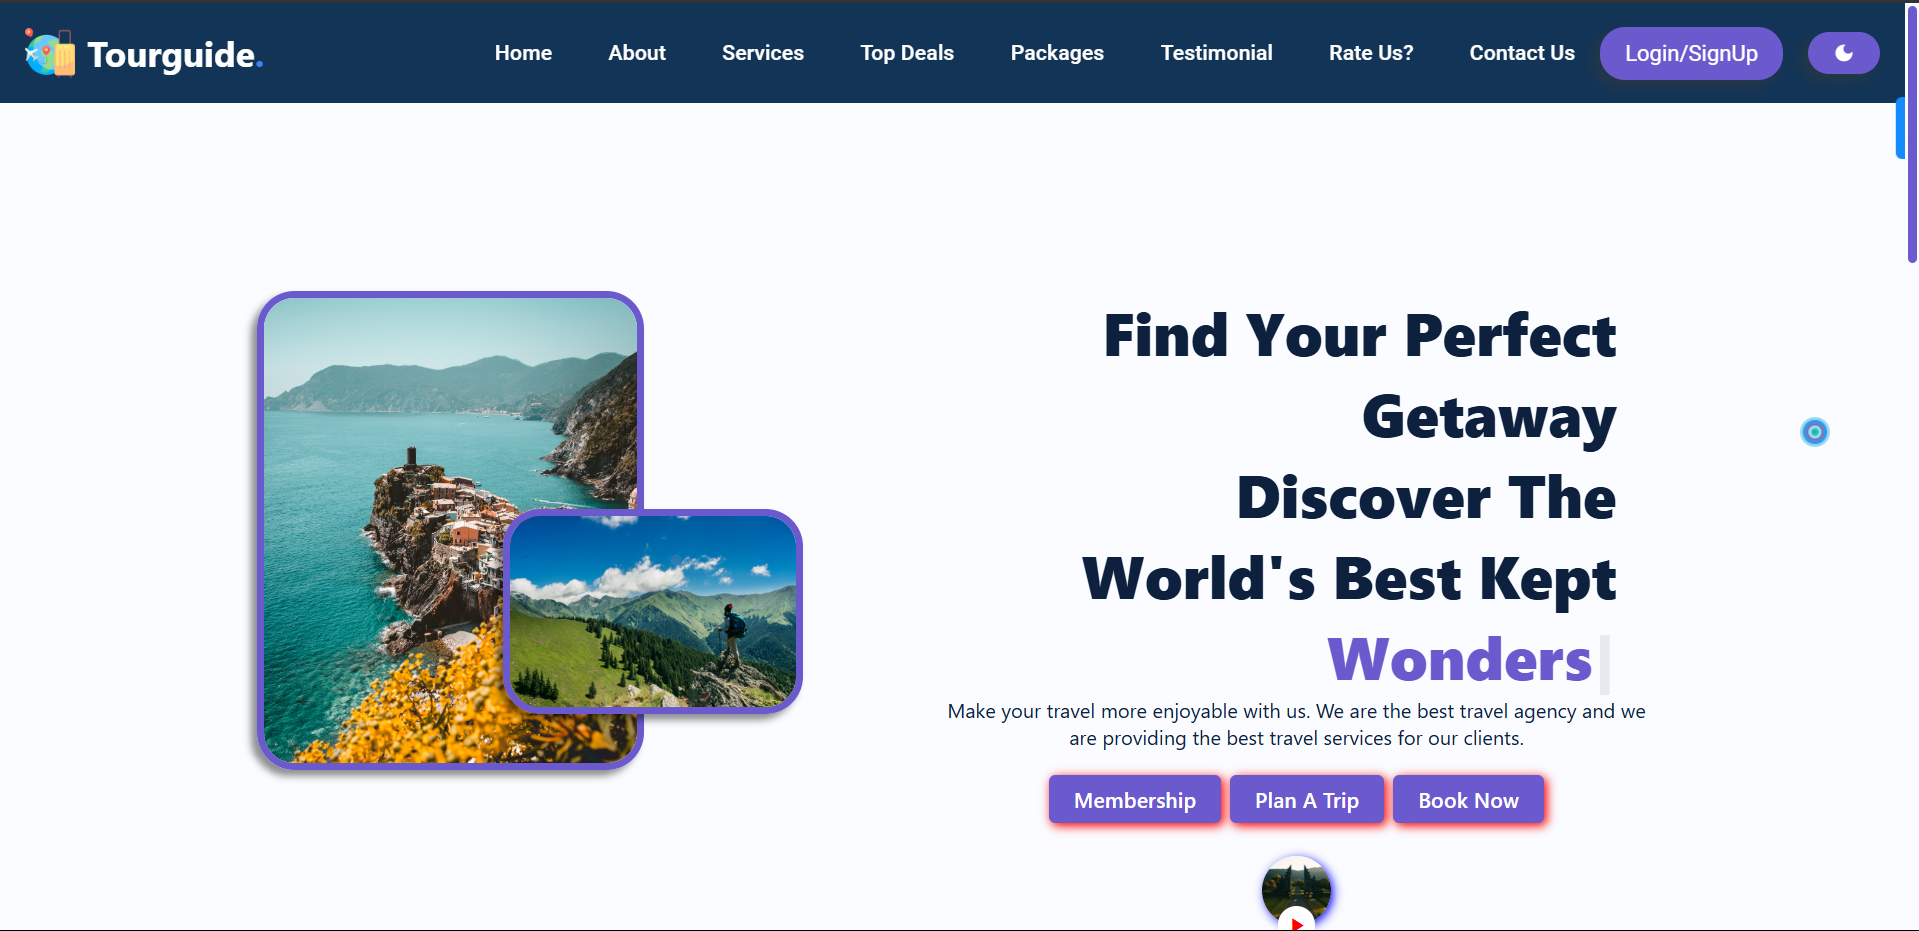 Tourguide.
Home About Services Top Deals Packages Testimonial Rate Us? Contact Us Login/SignUp
Find Your Perfect
Getaway
Discover The
World's Best Kept
Wonders
Make your travel more enjoyable with us. We are the best travel agency and we
are providing the best travel services for our clients.
Membership Plan A Trip Book Now